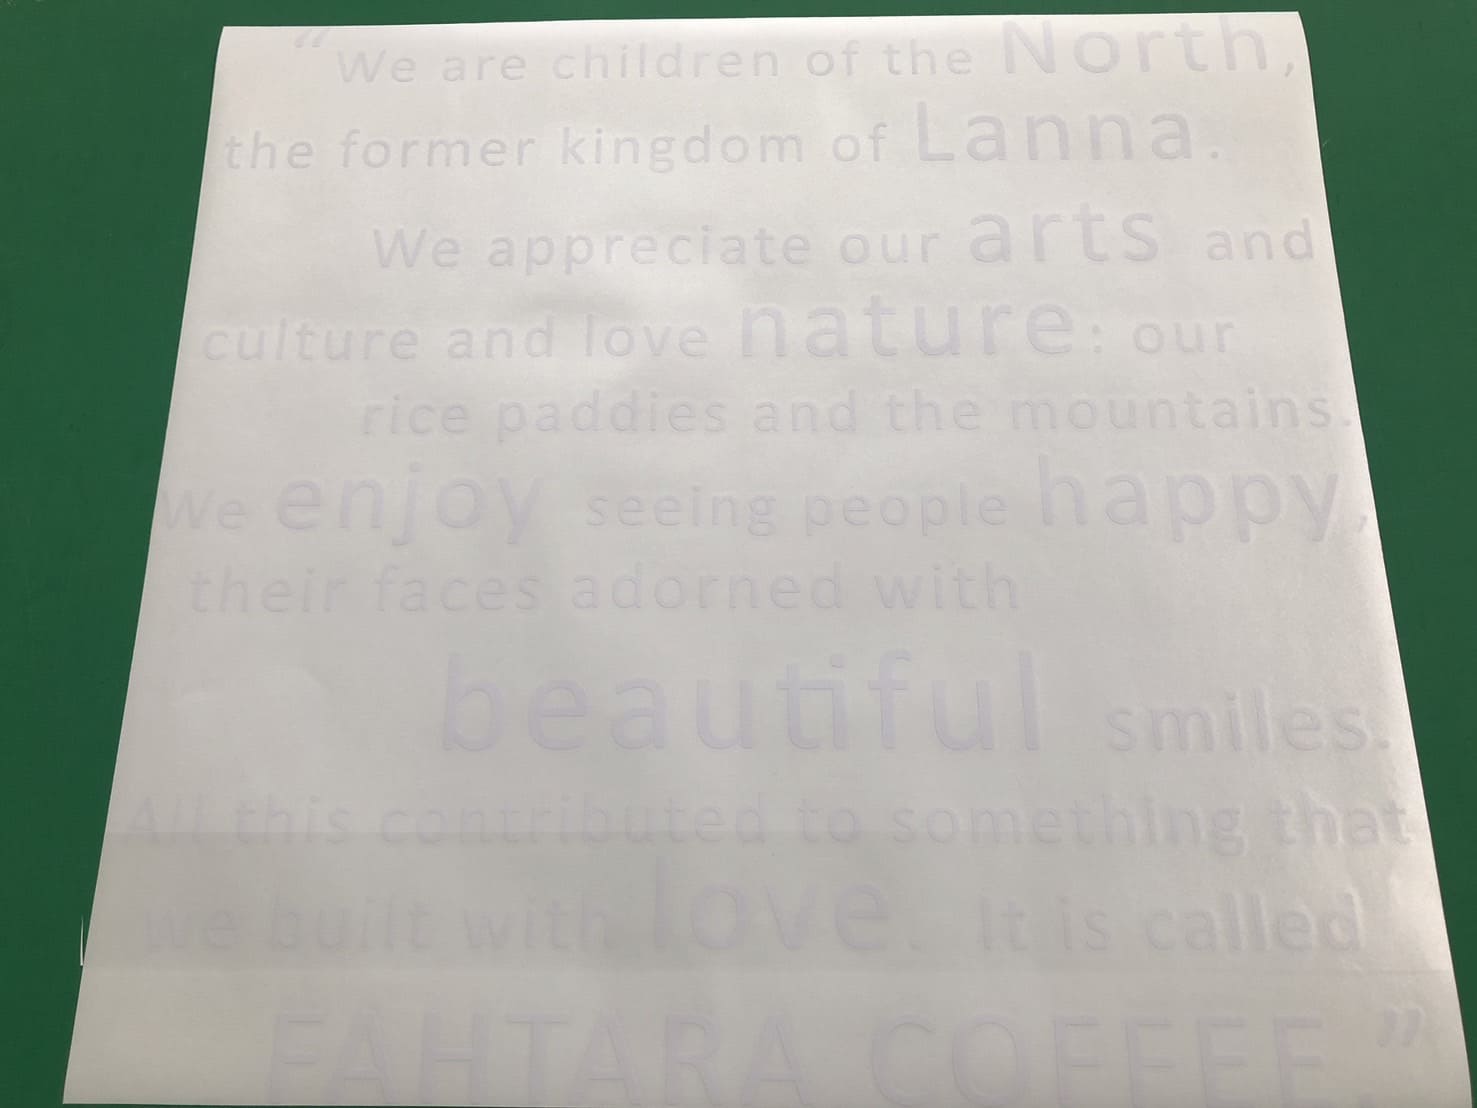 “We are children of the North,
the former kingdom of Lanna.
We appreciate our arts and
culture and love nature: our
rice paddies and the mountains.
We enjoy seeing people happy,
their faces adorned with
beautiful smiles.
All this contributed to something that
we built with love. It is called
FAHTARA COFFEE.”